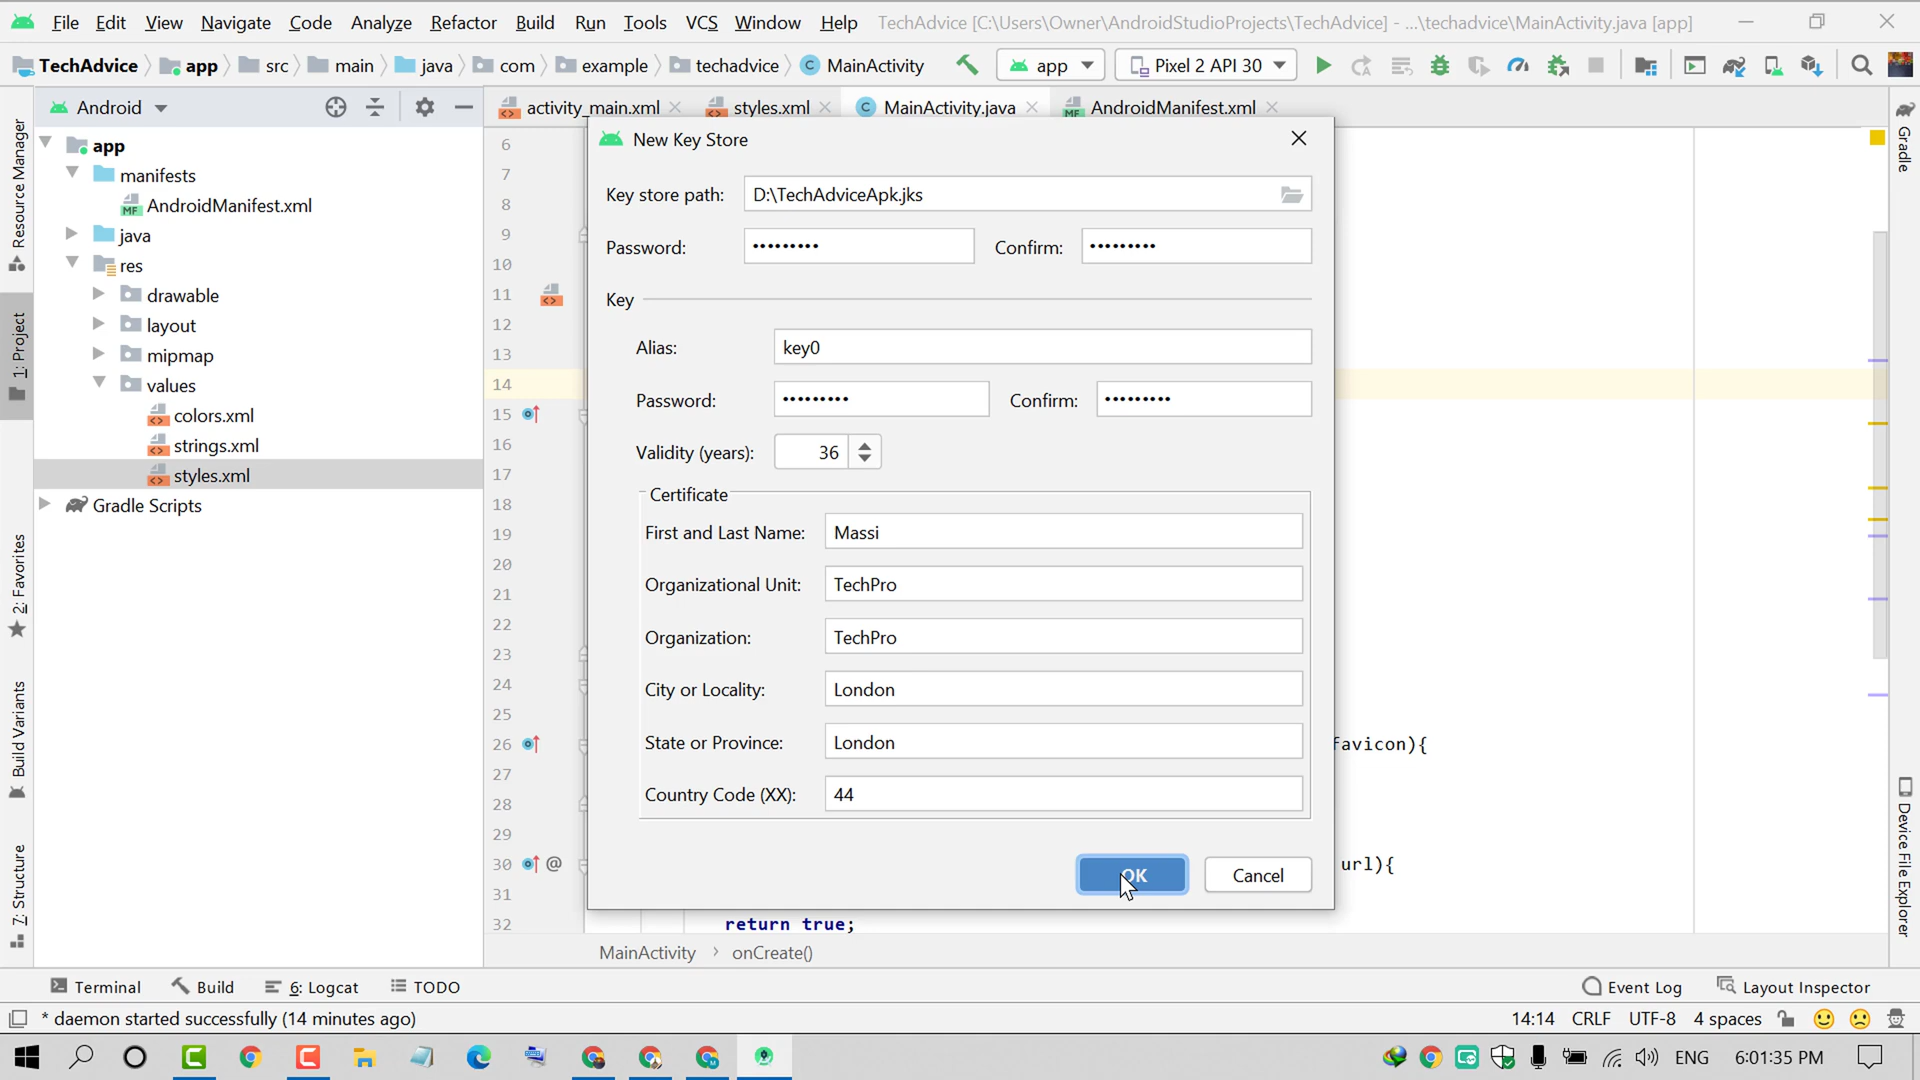 File Edit View Navigate Code Analyze Refactor Build Run Tools VCS Window Help TechAdvice [C:\Users\Owner\AndroidStudioProjects\TechAdvice] - ...\techadvice\MainActivity.java [app]
TechAdvice app src main java com example techadvice MainActivity app Pixel 2 API 30
Android
activity_main.xml styles.xml MainActivity.java AndroidManifest.xml
Resource Manager
1: Project
2: Favorites
Build Variants
7: Structure
app
manifests
AndroidManifest.xml
java
res
drawable
layout
mipmap
values
colors.xml
strings.xml
styles.xml
Gradle Scripts
6
7
8
9
10
11
12
13
14
15
16
17
18
19
20
21
22
23
24
25
26
27
28
29
30
31
32
New Key Store
Key store path: D:\TechAdviceApk.jks
Password: ••••••••• Confirm: •••••••••
Key
Alias: key0
Password: ••••••••• Confirm: •••••••••
Validity (years): 36
Certificate
First and Last Name: Massi
Organizational Unit: TechPro
Organization: TechPro
City or Locality: London
State or Province: London
Country Code (XX): 44
OK Cancel
favicon){
url){
return true;
MainActivity › onCreate()
Gradle
Device File Explorer
Terminal Build 6: Logcat TODO Event Log Layout Inspector
* daemon started successfully (14 minutes ago) 14:14 CRLF UTF-8 4 spaces
ENG 6:01:35 PM